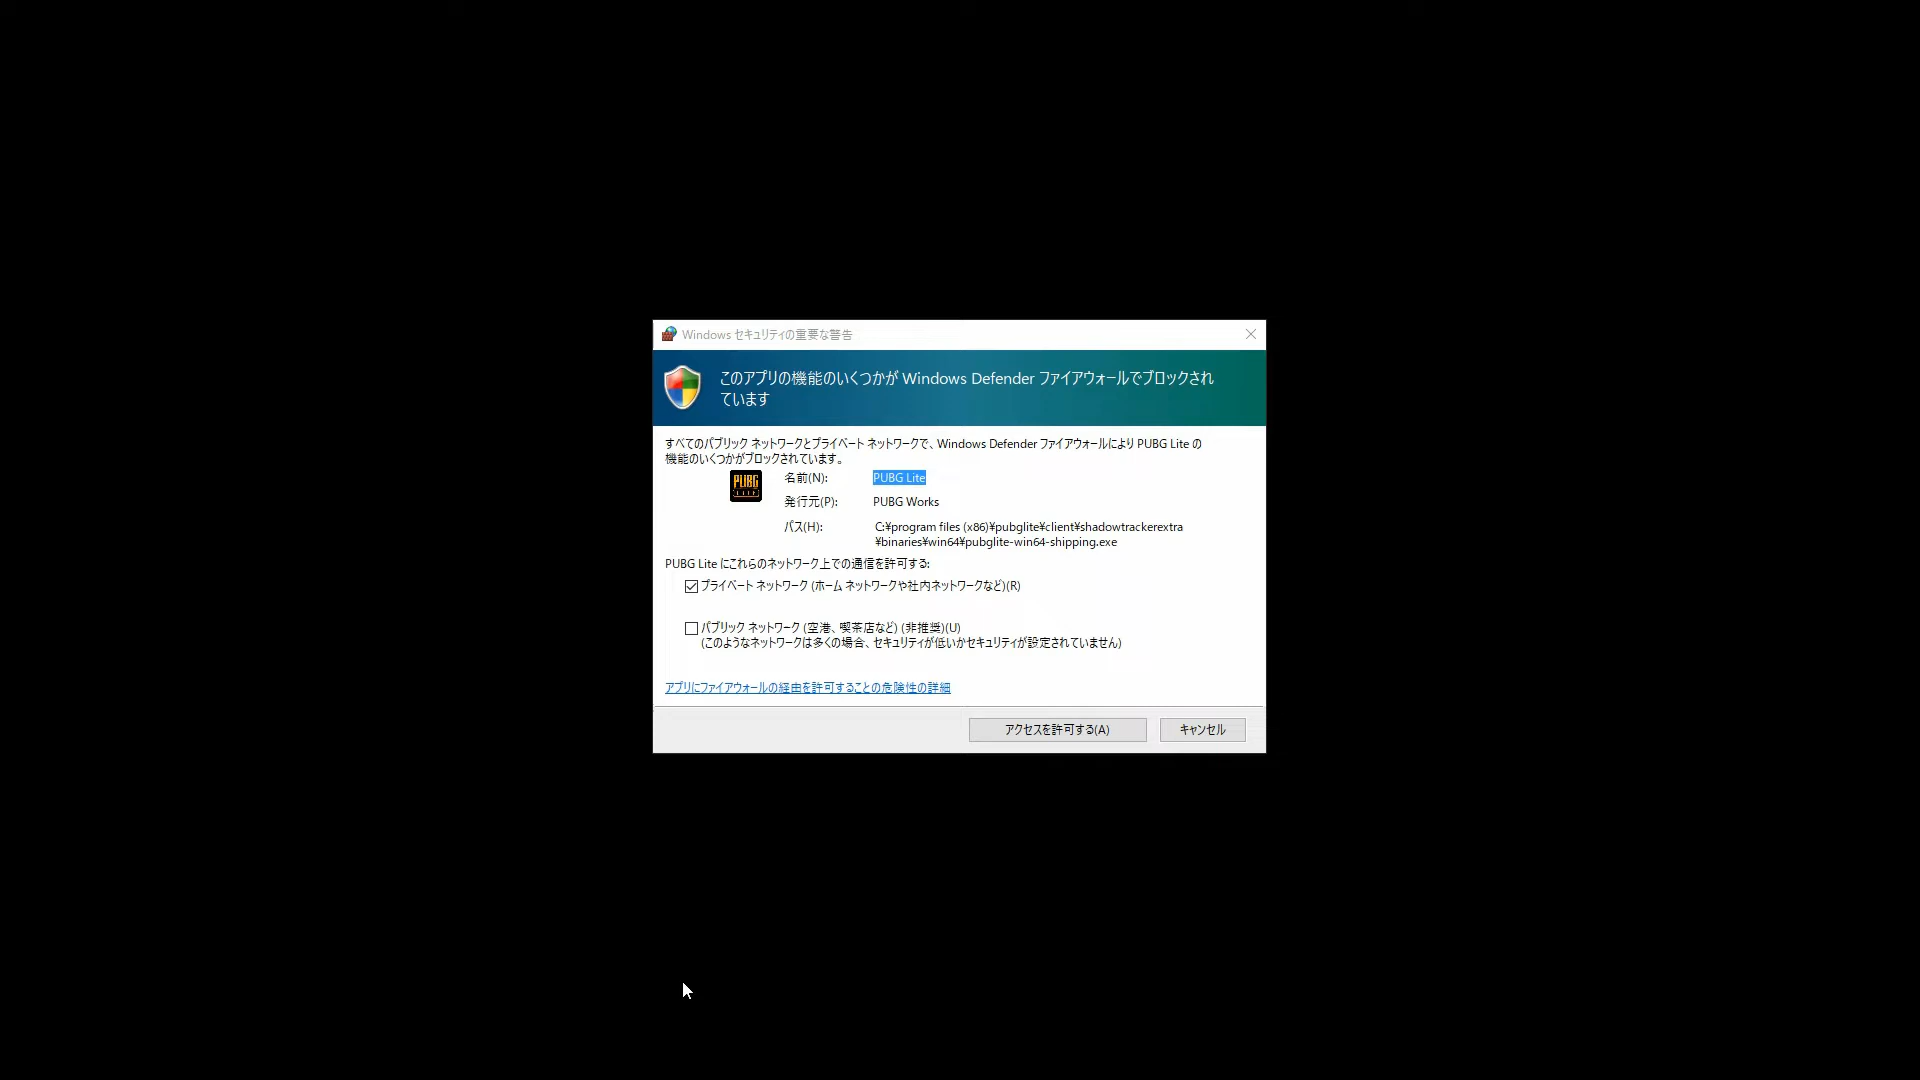 Windows セキュリティの重要な警告
このアプリの機能のいくつかが Windows Defender ファイアウォールでブロックされ
ています
すべてのパブリック ネットワークとプライベート ネットワークで、Windows Defender ファイアウォールにより PUBG Lite の
機能のいくつかがブロックされています。
PUBG
LITE
名前(N): PUBG Lite
発行元(P): PUBG Works
パス(H): C:¥program files (x86)¥pubglite¥client¥shadowtrackerextra
¥binaries¥win64¥pubglite-win64-shipping.exe
PUBG Lite にこれらのネットワーク上での通信を許可する:
プライベート ネットワーク (ホーム ネットワークや社内ネットワークなど)(R)
パブリック ネットワーク (空港、喫茶店など) (非推奨)(U)
(このようなネットワークは多くの場合、セキュリティが低いかセキュリティが設定されていません)
アプリにファイアウォールの経由を許可することの危険性の詳細
アクセスを許可する(A) キャンセル